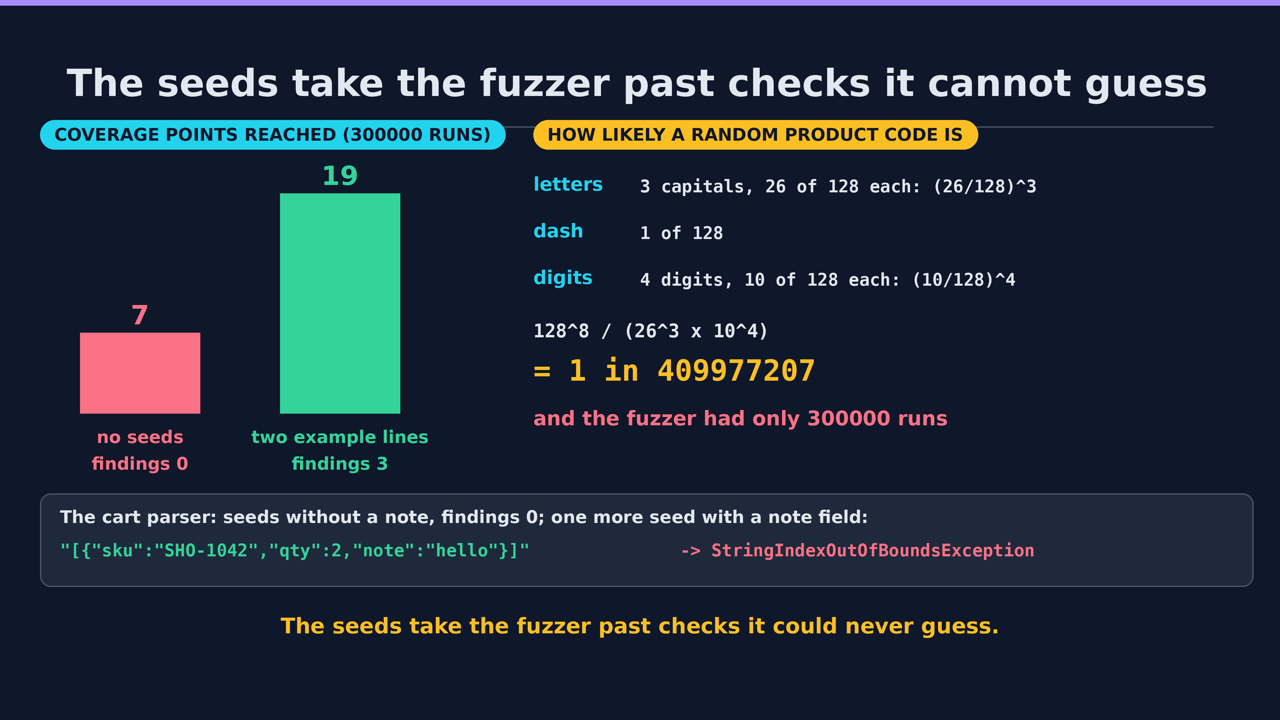 The seeds take the fuzzer past checks it cannot guess
COVERAGE POINTS REACHED (300000 RUNS)
19
7
no seeds
findings 0
two example lines
findings 3
HOW LIKELY A RANDOM PRODUCT CODE IS
letters 3 capitals, 26 of 128 each: (26/128)^3
dash 1 of 128
digits 4 digits, 10 of 128 each: (10/128)^4
128^8 / (26^3 x 10^4)
= 1 in 409977207
and the fuzzer had only 300000 runs
The cart parser: seeds without a note, findings 0; one more seed with a note field:
"[{"sku":"SHO-1042","qty":2,"note":"hello"}]" -> StringIndexOutOfBoundsException
The seeds take the fuzzer past checks it could never guess.